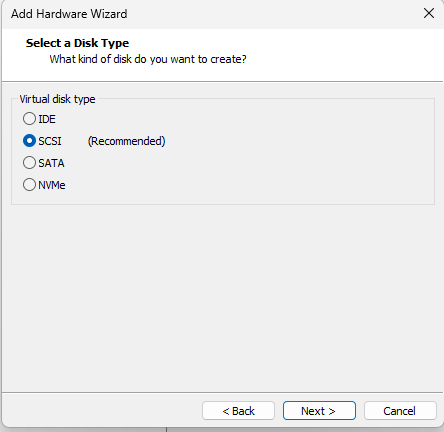 Add Hardware Wizard
Select a Disk Type
What kind of disk do you want to create?
Virtual disk type
IDE
SCSI (Recommended)
SATA
NVMe
< Back Next > Cancel